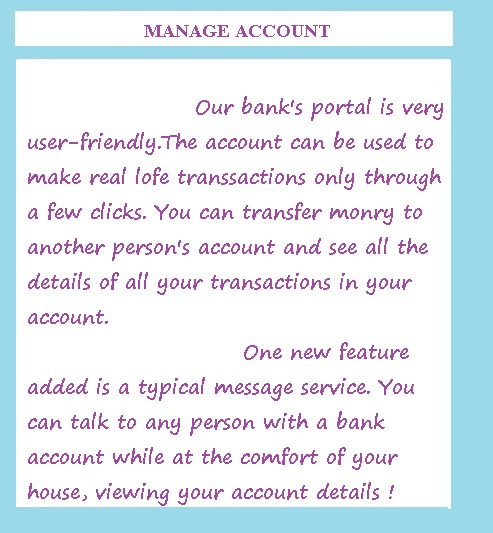 MANAGE ACCOUNT
Our bank's portal is very
user-friendly.The account can be used to
make real lofe transsactions only through
a few clicks. You can transfer monry to
another person's account and see all the
details of all your transactions in your
account.
One new feature
added is a typical message service. You
can talk to any person with a bank
account while at the comfort of your
house, viewing your account details !